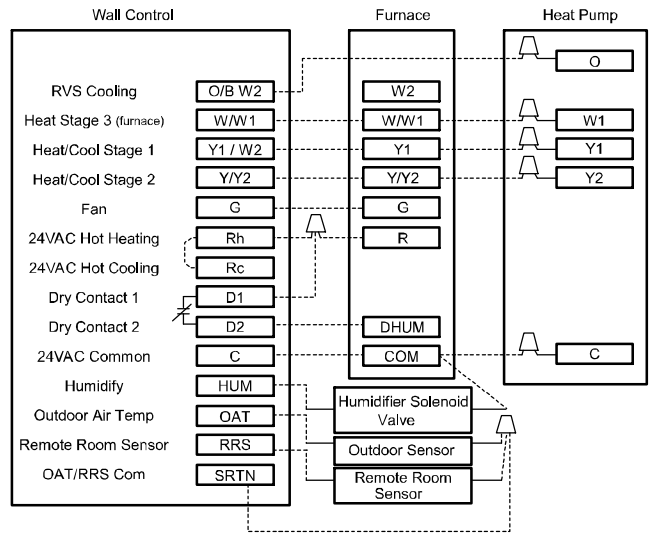 Wall Control Furnace Heat Pump
O
RVS Cooling O/B W2 W2
Heat Stage 3 (furnace) W/W1 W/W1 W1
Heat/Cool Stage 1 Y1 / W2 Y1 Y1
Heat/Cool Stage 2 Y/Y2 Y/Y2 Y2
Fan G G
24VAC Hot Heating Rh R
24VAC Hot Cooling Rc
Dry Contact 1 D1
Dry Contact 2 D2 DHUM
24VAC Common C COM C
Humidify HUM
Humidifier Solenoid
Valve
Outdoor Air Temp OAT
Remote Room Sensor RRS
Outdoor Sensor
OAT/RRS Com SRTN
Remote Room
Sensor